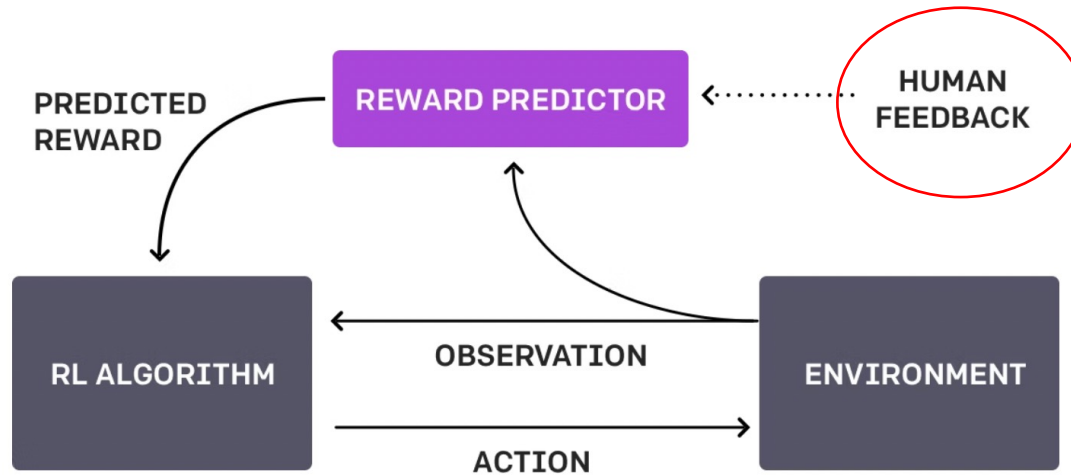 PREDICTED
REWARD
REWARD PREDICTOR
HUMAN
FEEDBACK
RL ALGORITHM
OBSERVATION
ENVIRONMENT
ACTION